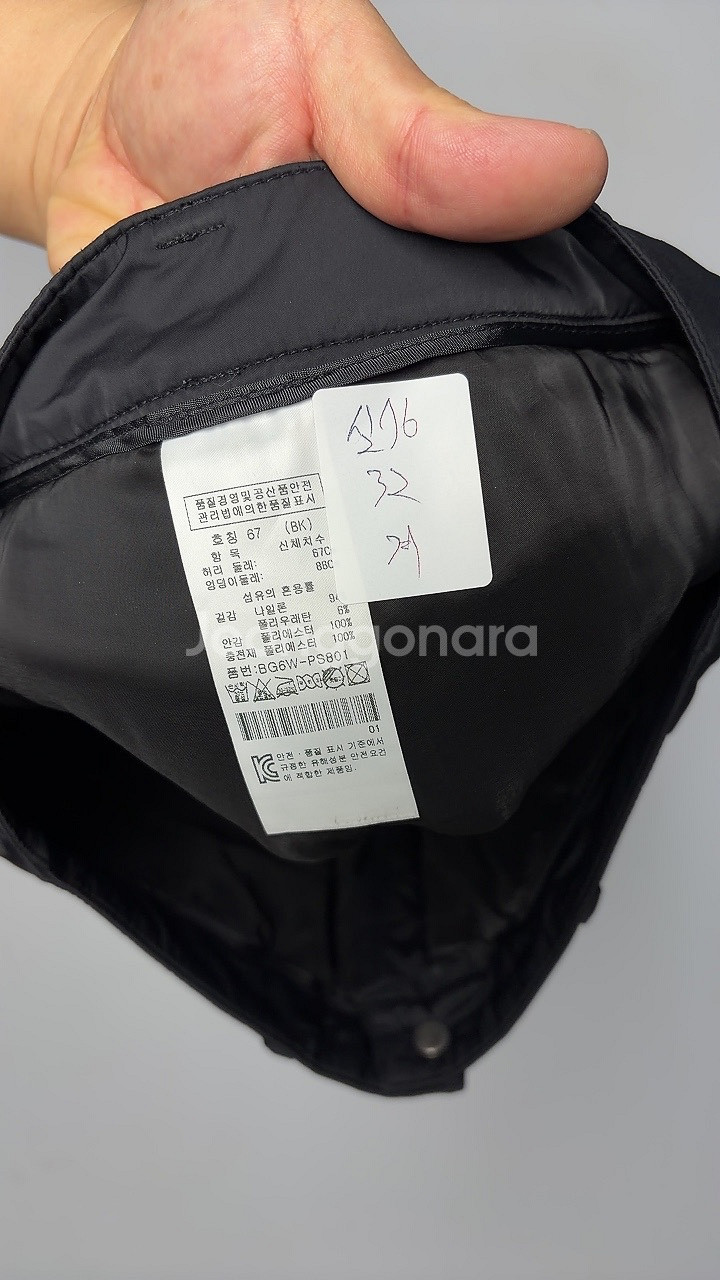 품질경영및공산품안전
관리법에의한품질표시
호칭 67 (BK)
항 목 신체치수
허리 둘레: 67C
엉덩이둘레: 88C
섬유의 혼용률
겉감 나일론 94
폴리우레탄 6%
안감 폴리에스터 100%
충전재 폴리에스터 100%
품번:BG6W-PS801
01
KC
안전·품질 표시 기준에서
규정한 유해성분 안전요건
에 적합한 제품임.
32
Joonggonara